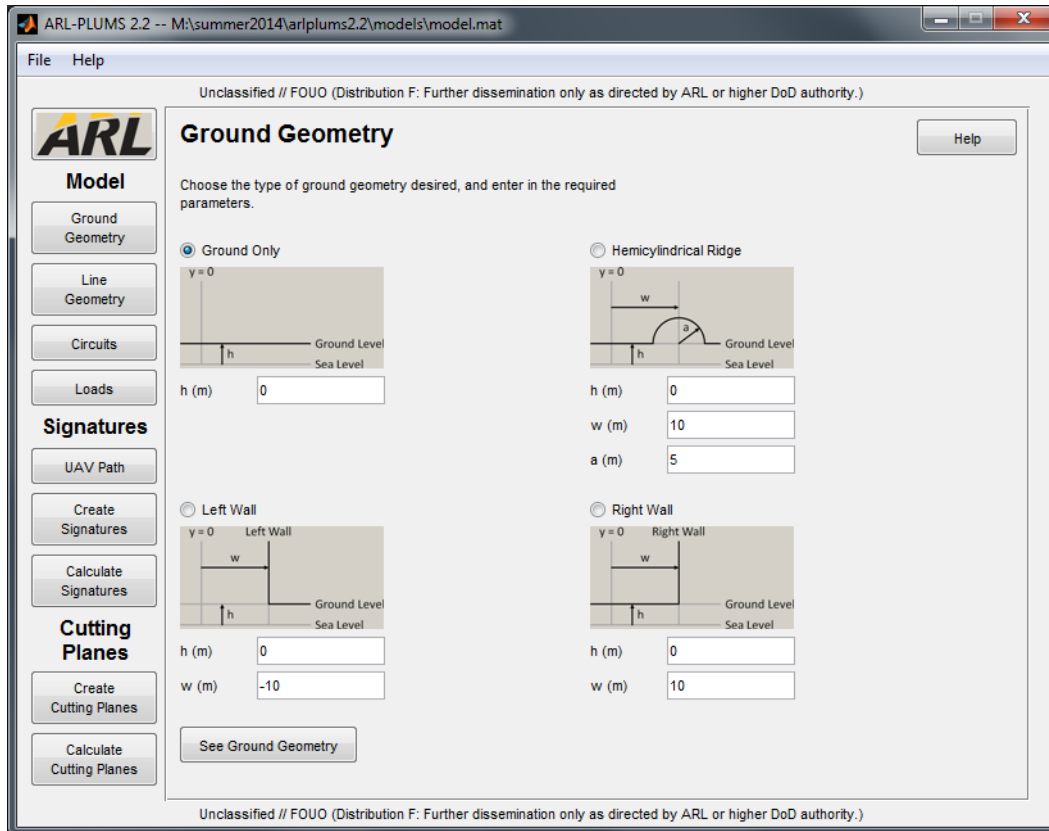 ARL-PLUMS 2.2 -- M:\summer2014\arlplums2.2\models\model.mat
File Help
Unclassified // FOUO (Distribution F: Further dissemination only as directed by ARL or higher DoD authority.)
ARL
Model
Ground
Geometry
Line
Geometry
Circuits
Loads
Signatures
UAV Path
Create
Signatures
Calculate
Signatures
Cutting
Planes
Create
Cutting Planes
Calculate
Cutting Planes
Ground Geometry
Help
Choose the type of ground geometry desired, and enter in the required
parameters.
Ground Only
y = 0
h
Ground Level
Sea Level
h (m) 0
Hemicylindrical Ridge
y = 0
w
a
h
Ground Level
Sea Level
h (m) 0
w (m) 10
a (m) 5
Left Wall
y = 0 Left Wall
w
h
Ground Level
Sea Level
h (m) 0
w (m) -10
Right Wall
y = 0 Right Wall
w
h
Ground Level
Sea Level
h (m) 0
w (m) 10
See Ground Geometry
Unclassified // FOUO (Distribution F: Further dissemination only as directed by ARL or higher DoD authority.)